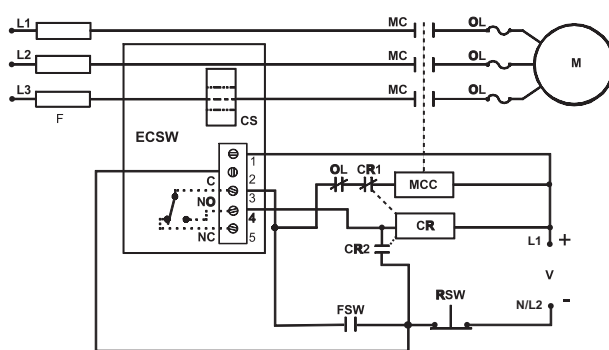 L1
MC
OL
L2
MC
OL
M
L3
MC
OL
F
CS
ECSW
1
OL
CR1
C
2
MCC
NO
3
4
CR
L1
+
NC
5
CR2
V
FSW
RSW
N/L2
-